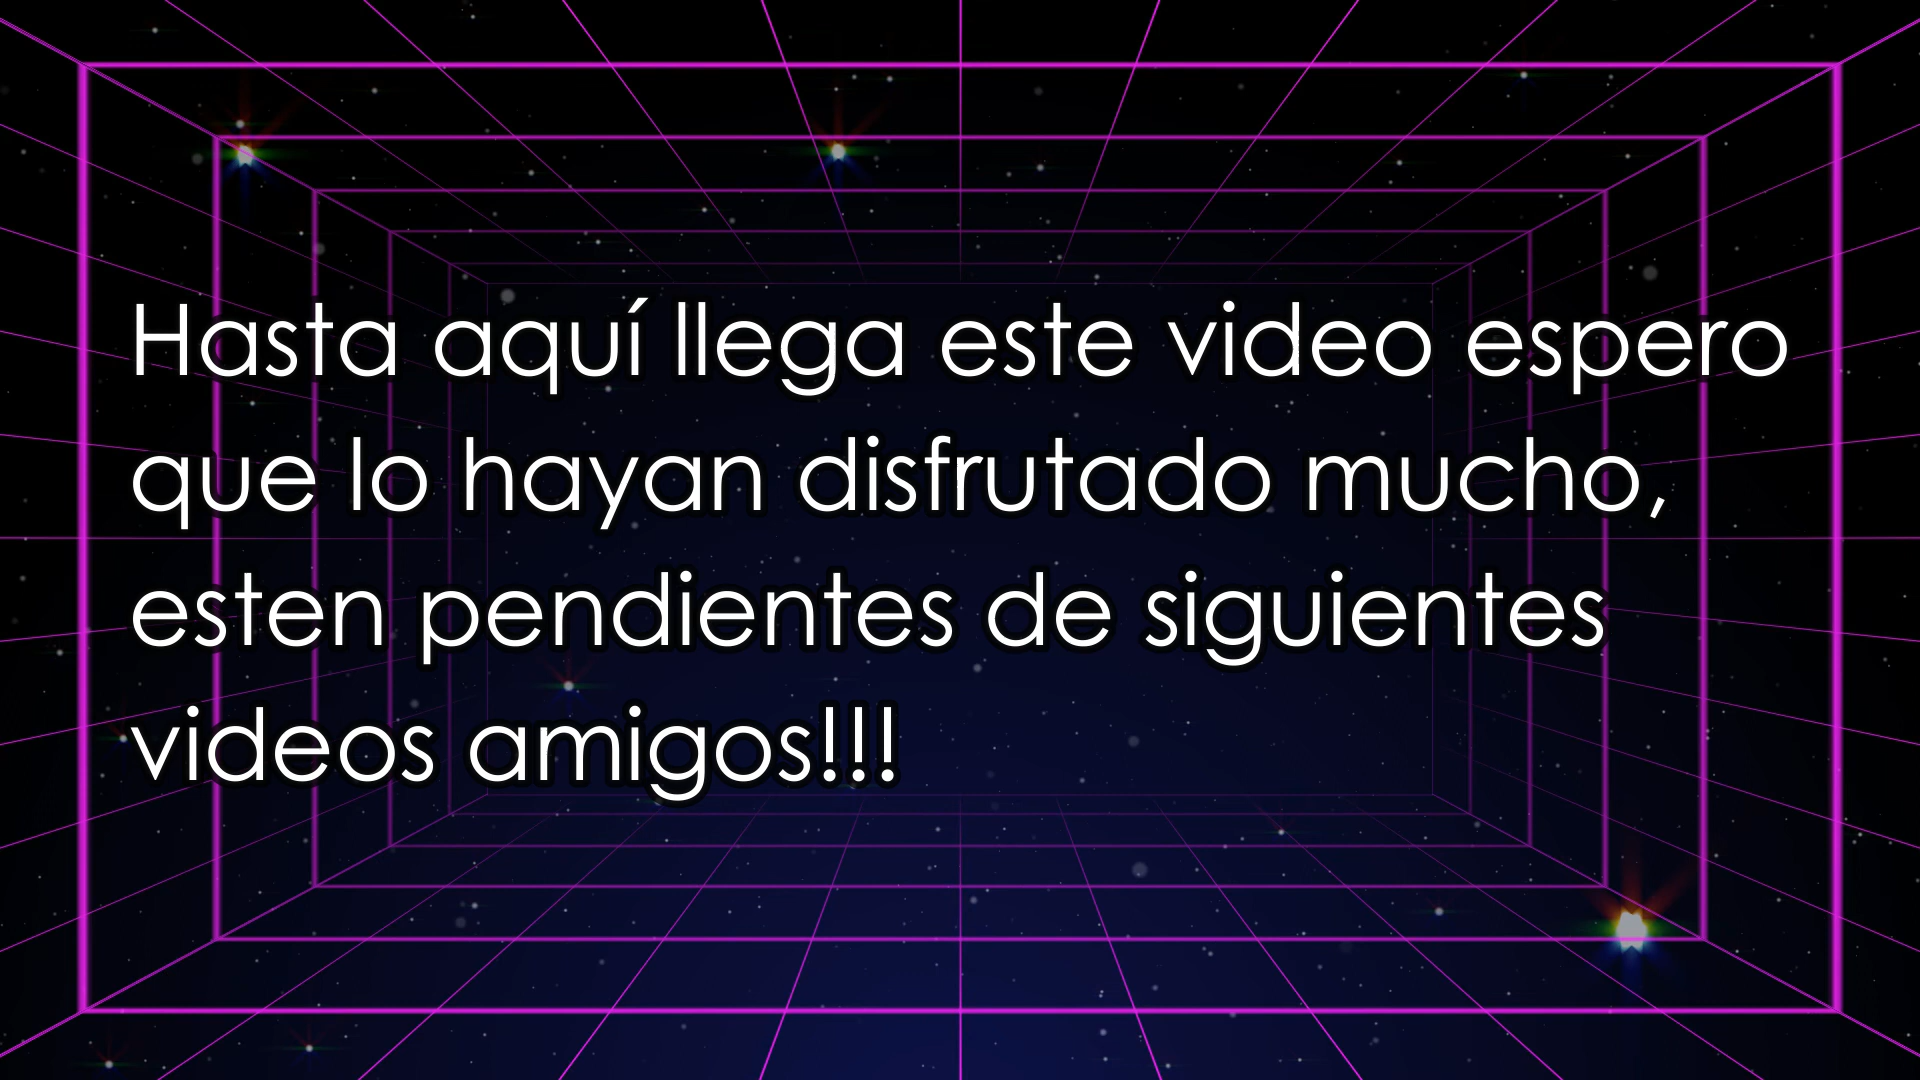 Hasta aquí llega este video espero
que lo hayan disfrutado mucho,
esten pendientes de siguientes
videos amigos!!!